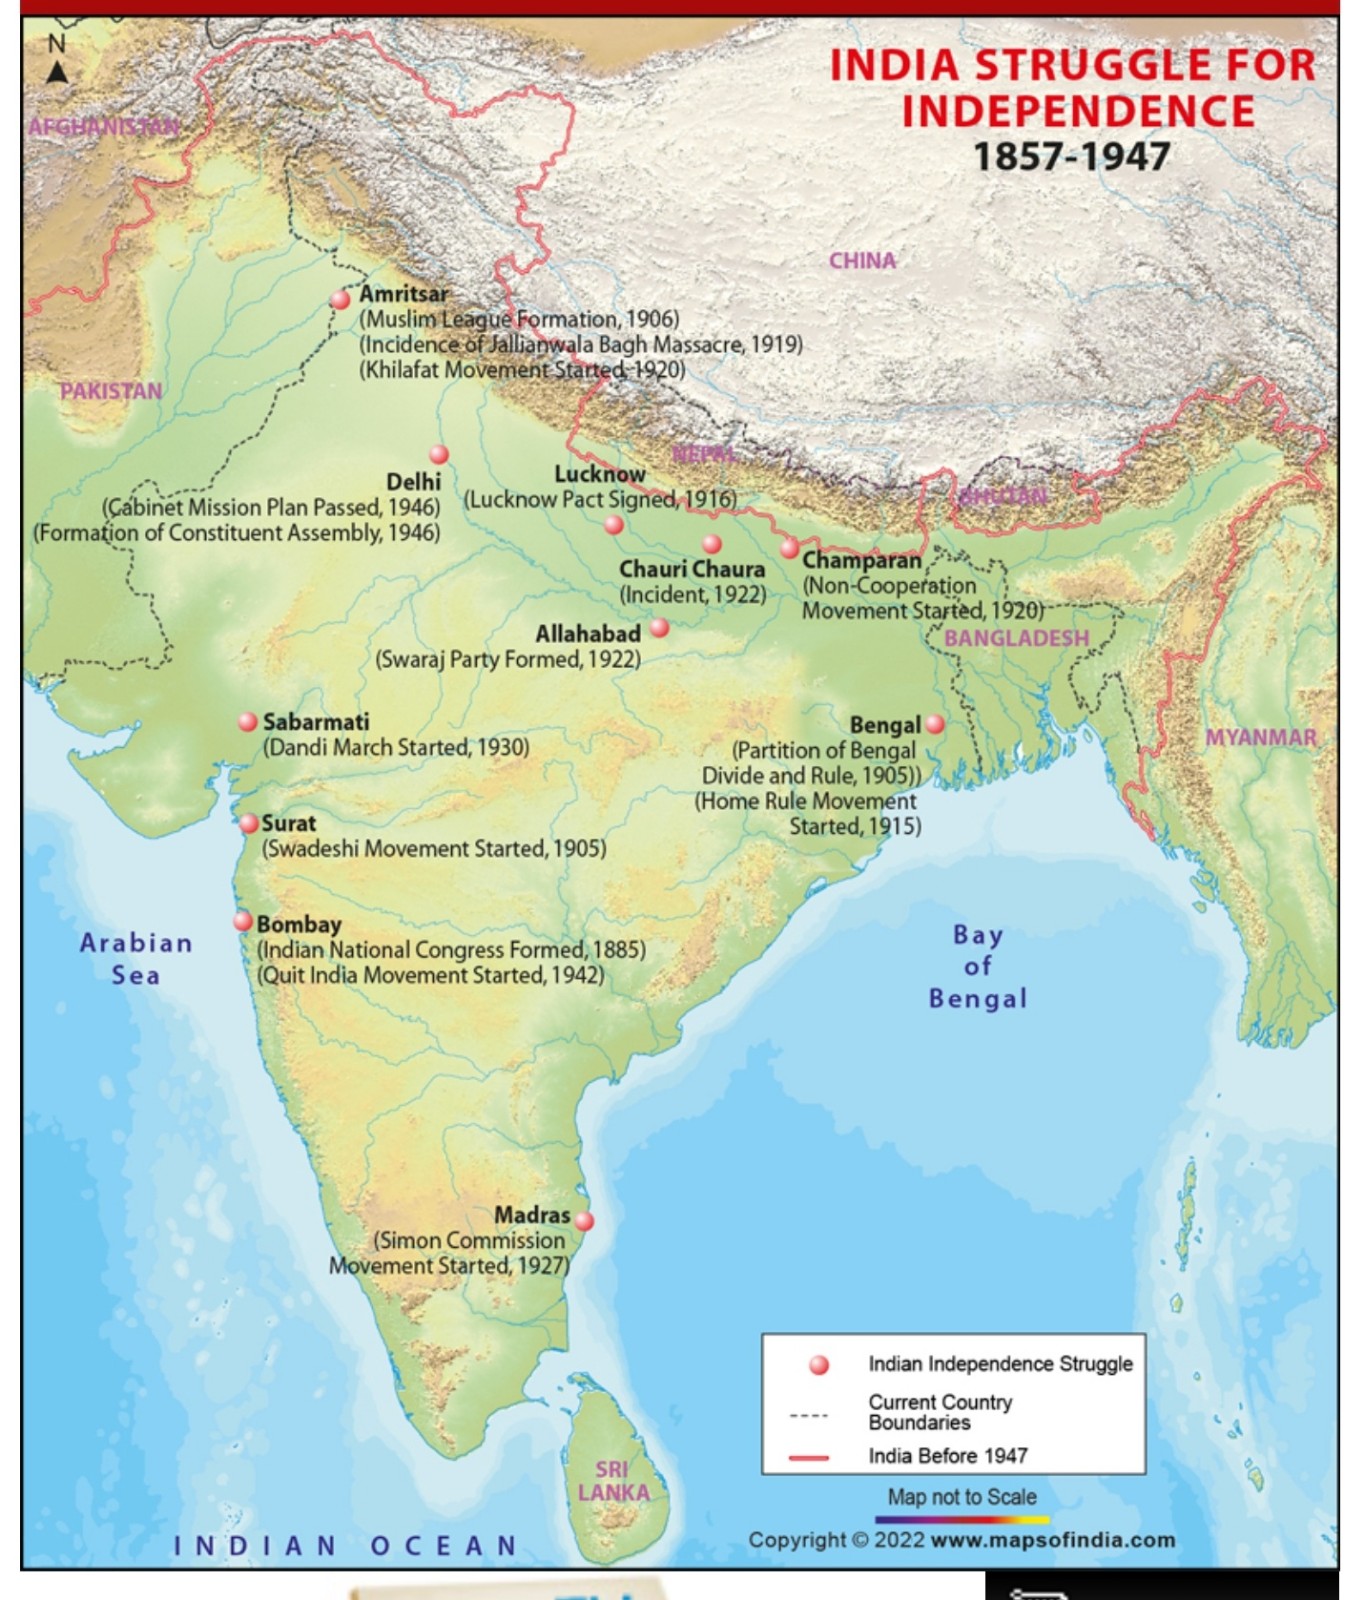 INDIA STRUGGLE FOR
INDEPENDENCE
1857-1947
N
AFGHANISTAN
CHINA
Amritsar
(Muslim League Formation, 1906)
(Incidence of Jallianwala Bagh Massacre, 1919)
(Khilafat Movement Started, 1920)
PAKISTAN
NEPAL
Delhi
(Cabinet Mission Plan Passed, 1946)
(Formation of Constituent Assembly, 1946)
Lucknow
(Lucknow Pact Signed, 1916)
BHUTAN
Chauri Chaura
(Incident, 1922)
Champaran
(Non-Cooperation
Movement Started, 1920)
BANGLADESH
Allahabad
(Swaraj Party Formed, 1922)
Sabarmati
(Dandi March Started, 1930)
Bengal
(Partition of Bengal
Divide and Rule, 1905))
(Home Rule Movement
Started, 1915)
MYANMAR
Surat
(Swadeshi Movement Started, 1905)
Bombay
(Indian National Congress Formed, 1885)
(Quit India Movement Started, 1942)
Arabian
Sea
Bay
of
Bengal
Madras
(Simon Commission
Movement Started, 1927)
Indian Independence Struggle
Current Country
Boundaries
India Before 1947
SRI
LANKA
Map not to Scale
INDIAN OCEAN
Copyright © 2022 www.mapsofindia.com